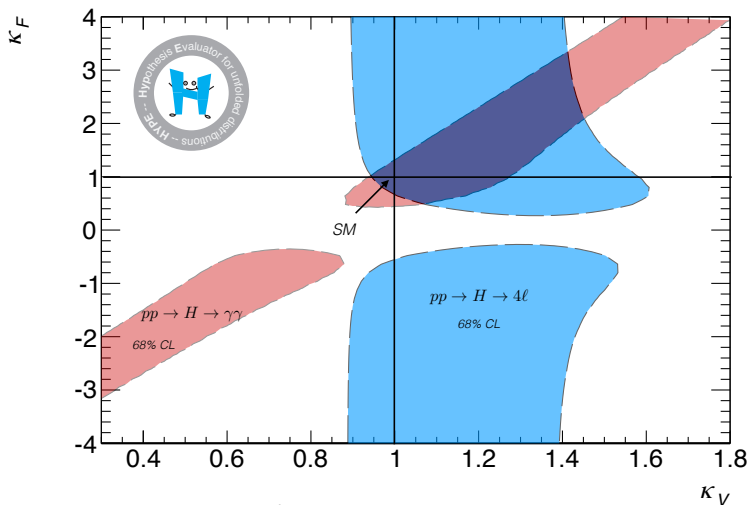 κ_F
4
3
2
1
0
-1
-2
-3
-4
HYPE -- Hypothesis Evaluator for unfolded distributions --
H
SM
pp → H → γγ
68% CL
pp → H → 4ℓ
68% CL
0.4 0.6 0.8 1 1.2 1.4 1.6 1.8
κ_V